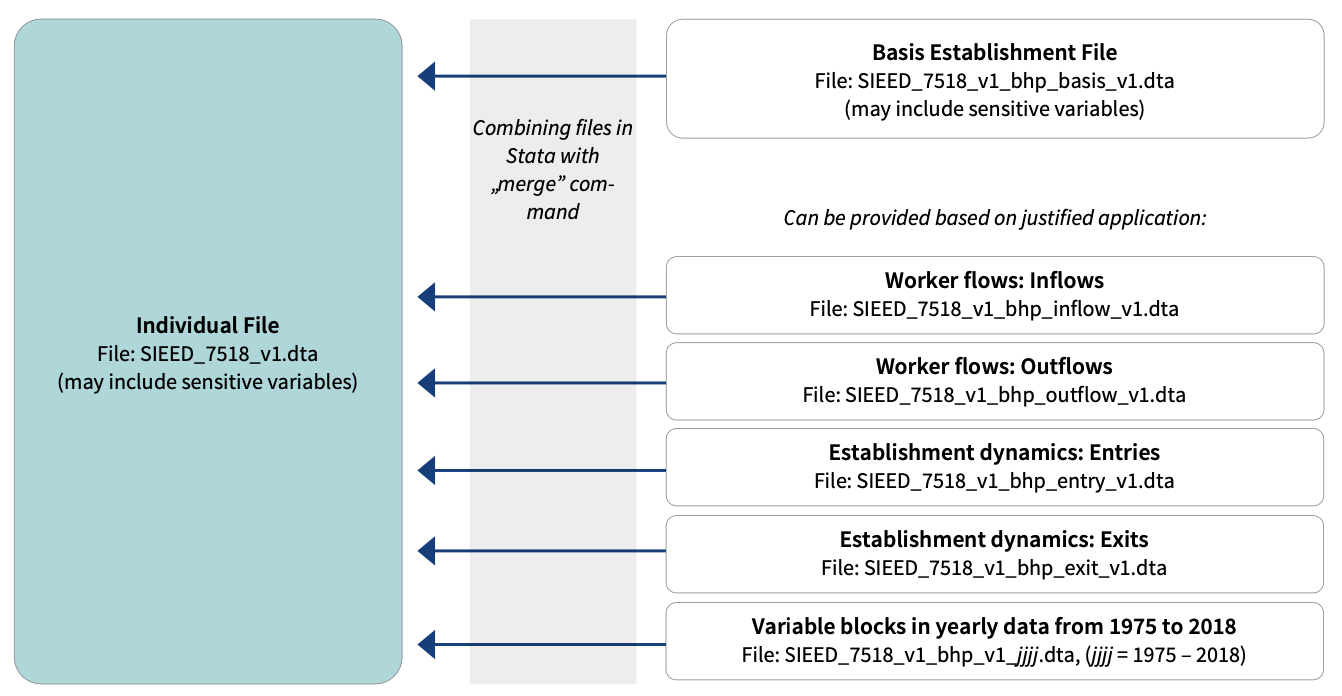 Individual File
File: SIEED_7518_v1.dta
(may include sensitive variables)
Combining files in
Stata with
„merge” com-
mand
Basis Establishment File
File: SIEED_7518_v1_bhp_basis_v1.dta
(may include sensitive variables)
Can be provided based on justified application:
Worker flows: Inflows
File: SIEED_7518_v1_bhp_inflow_v1.dta
Worker flows: Outflows
File: SIEED_7518_v1_bhp_outflow_v1.dta
Establishment dynamics: Entries
File: SIEED_7518_v1_bhp_entry_v1.dta
Establishment dynamics: Exits
File: SIEED_7518_v1_bhp_exit_v1.dta
Variable blocks in yearly data from 1975 to 2018
File: SIEED_7518_v1_bhp_v1_jjjj.dta, (jjjj = 1975 – 2018)